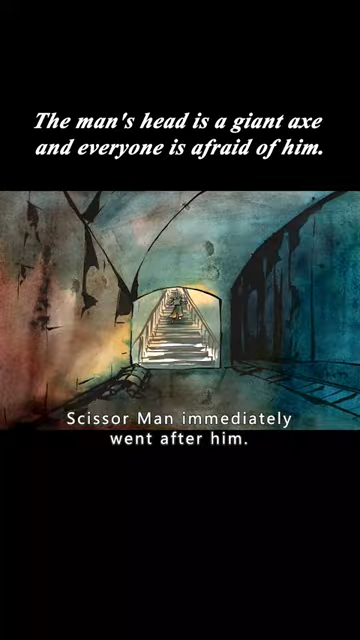 The man's head is a giant axe
and everyone is afraid of him.
Scissor Man immediately
went after him.